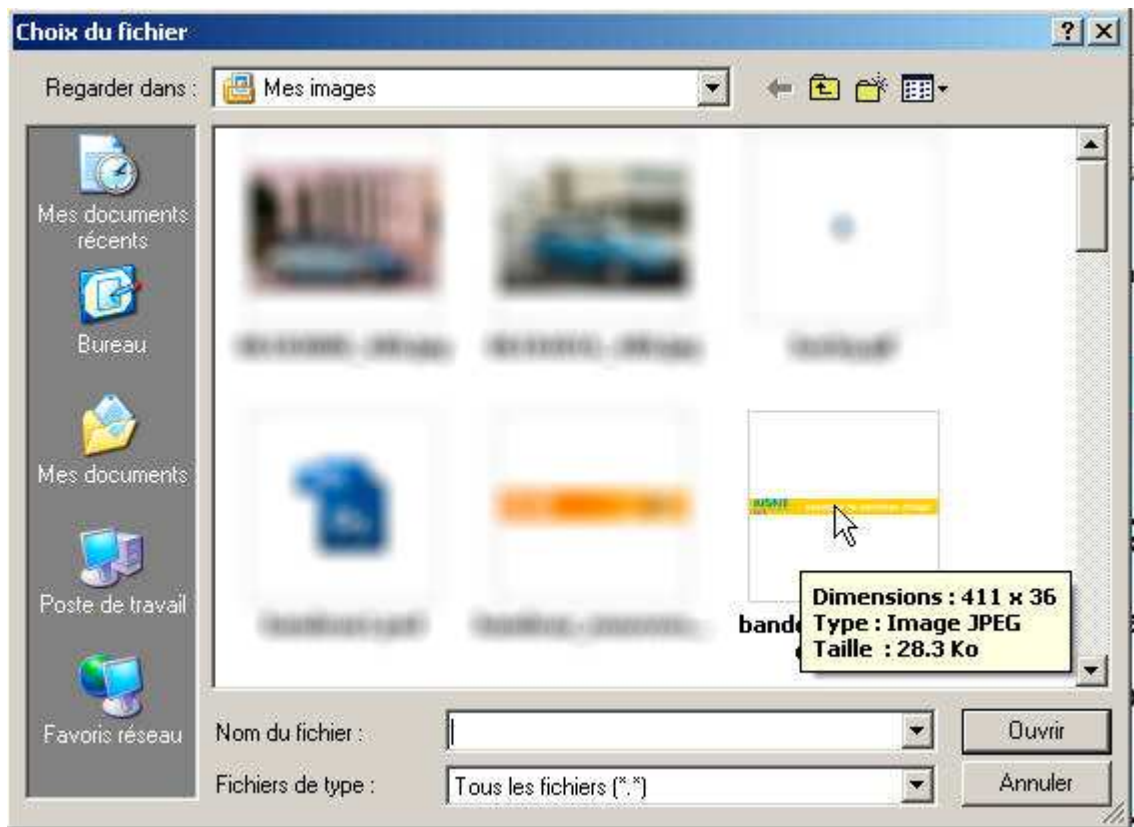 Choix du fichier
Regarder dans :
Mes images
Mes documents
récents
Bureau
Mes documents
Poste de travail
Favoris réseau
Dimensions : 411 x 36
Type : Image JPEG
Taille : 28.3 Ko
Nom du fichier :
Ouvrir
Fichiers de type :
Tous les fichiers (*.*)
Annuler